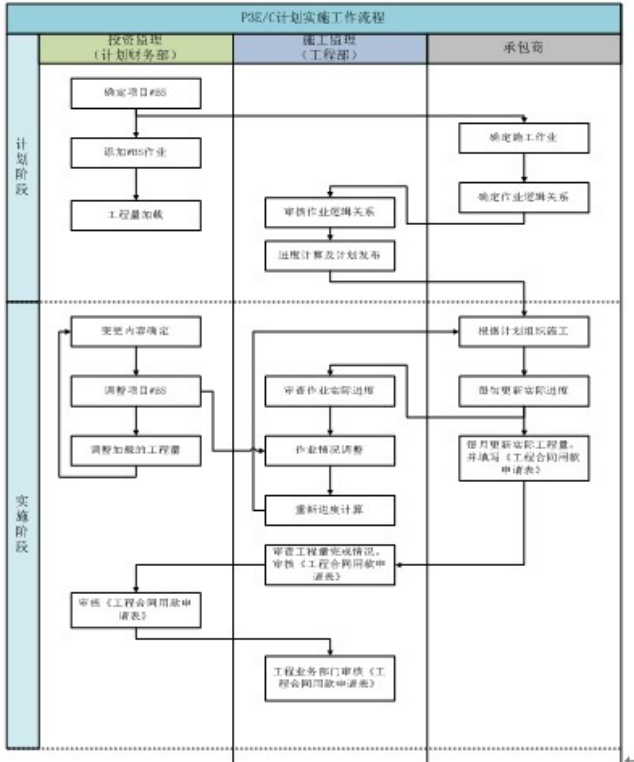 P3E/C计划实施工作流程
投资监理
（计划财务部）
施工监理
（工程部）
承包商
计划阶段
确定项目WBS
添加WBS作业
工程量加载
确定施工作业
确定作业逻辑关系
审核作业逻辑关系
进度计算及计划发布
实施阶段
变更内容确定
调整项目WBS
调整加载的工程量
审查作业实际进度
作业情况调整
重新进度计算
根据计划组织施工
每旬更新实际进度
每月更新实际工程量，
并填写《工程合同用款
申请表》
审查工程量完成情况。
审核《工程合同用款申
请表》
审核《工程合同用款申
请表》
工程业务部门审核《工
程合同用款申请表》